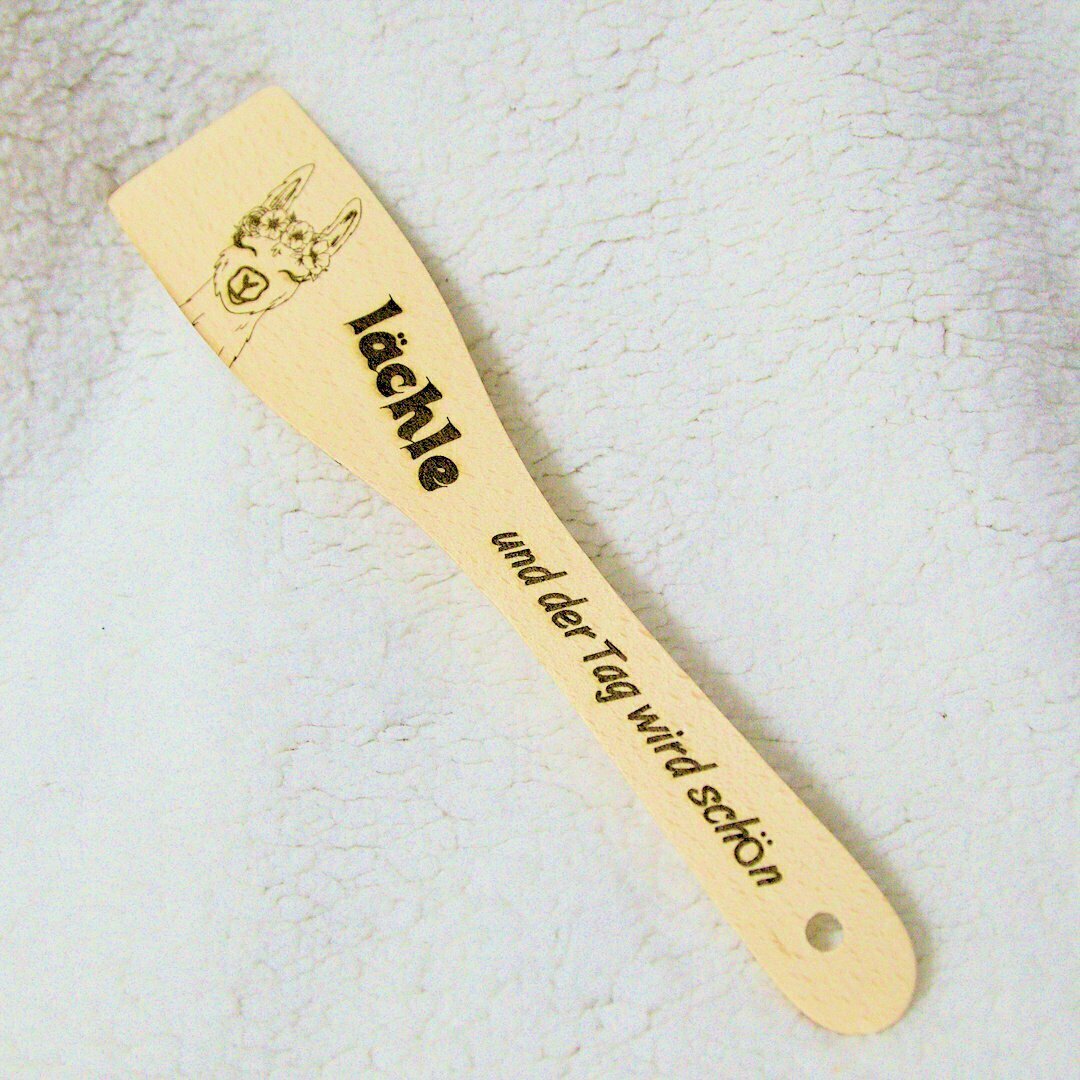 lächle
und der Tag wird schön